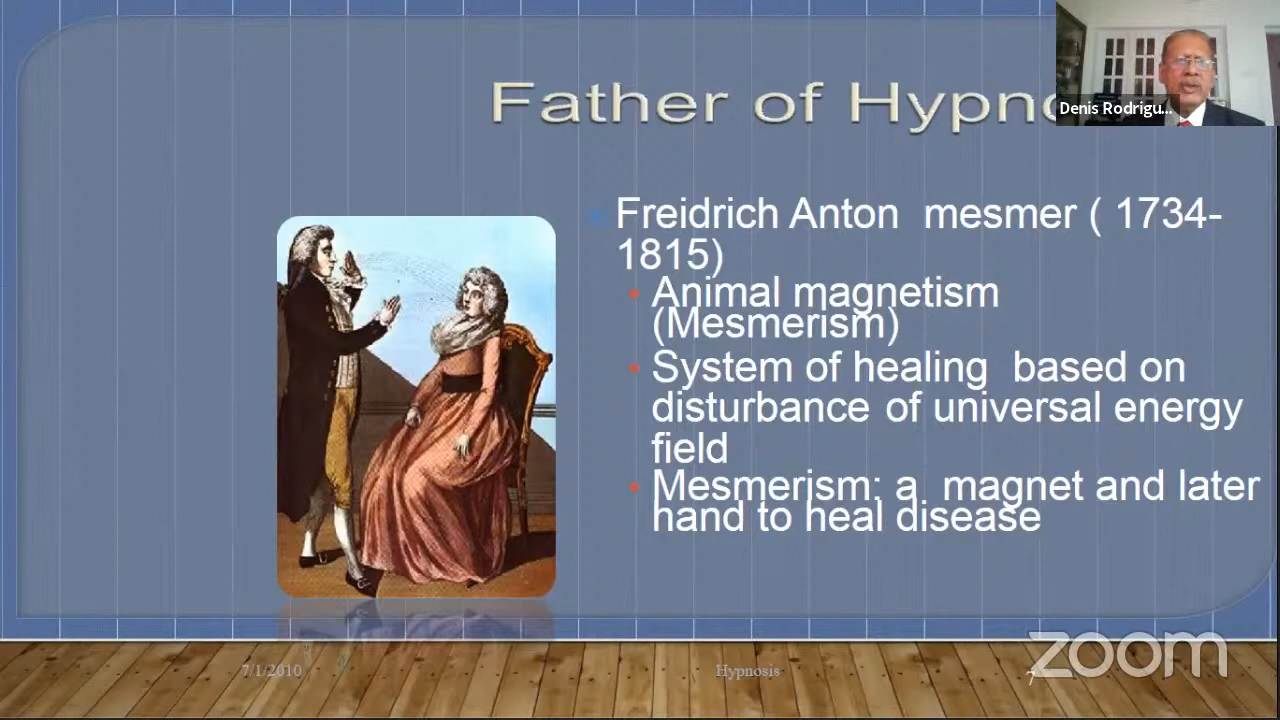 Father of Hypno
Denis Rodrigu...
Freidrich Anton mesmer ( 1734-
1815)
Animal magnetism
(Mesmerism)
System of healing based on
disturbance of universal energy
field
Mesmerism: a magnet and later
hand to heal disease
zoom
7/1/2010
Hypnosis
7